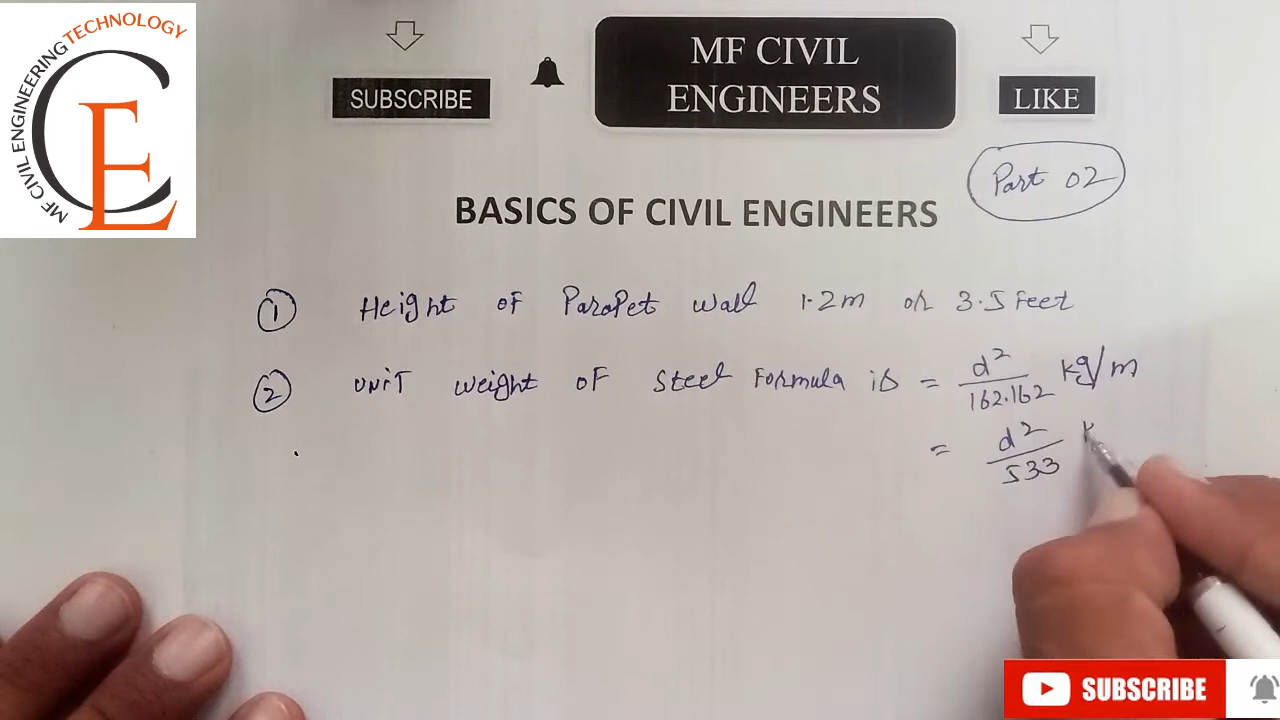 MF CIVIL ENGINEERING TECHNOLOGY
CE
SUBSCRIBE
MF CIVIL
ENGINEERS
LIKE
Part 02
BASICS OF CIVIL ENGINEERS
1 Height of ParaPet wall 1.2m or 3.5 Feet
2 UNIT weight of Steel Formula is = d²/162.162 kg/m
= d²/533 k
SUBSCRIBE